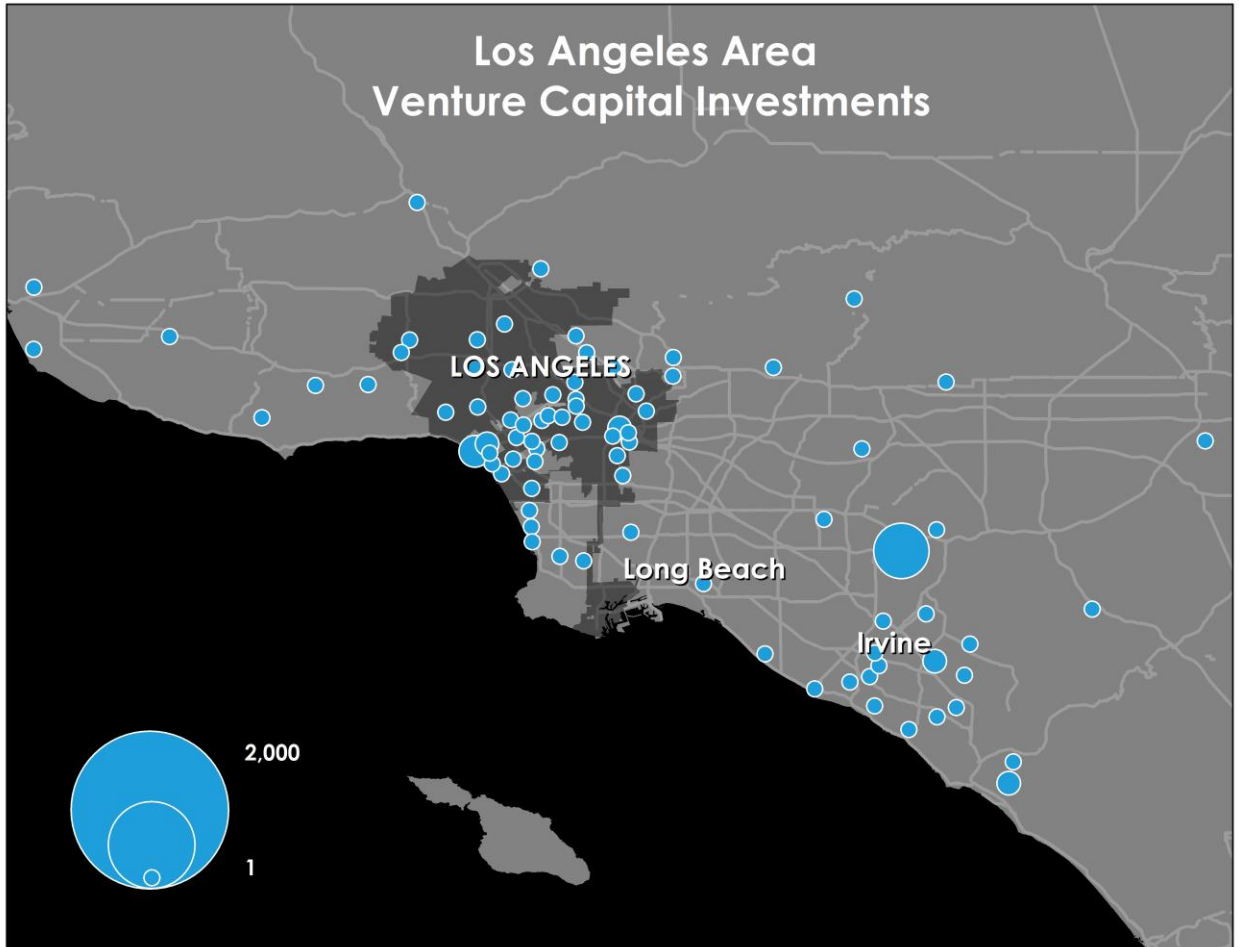 Los Angeles Area
Venture Capital Investments
LOS ANGELES
Long Beach
Irvine
2,000
1